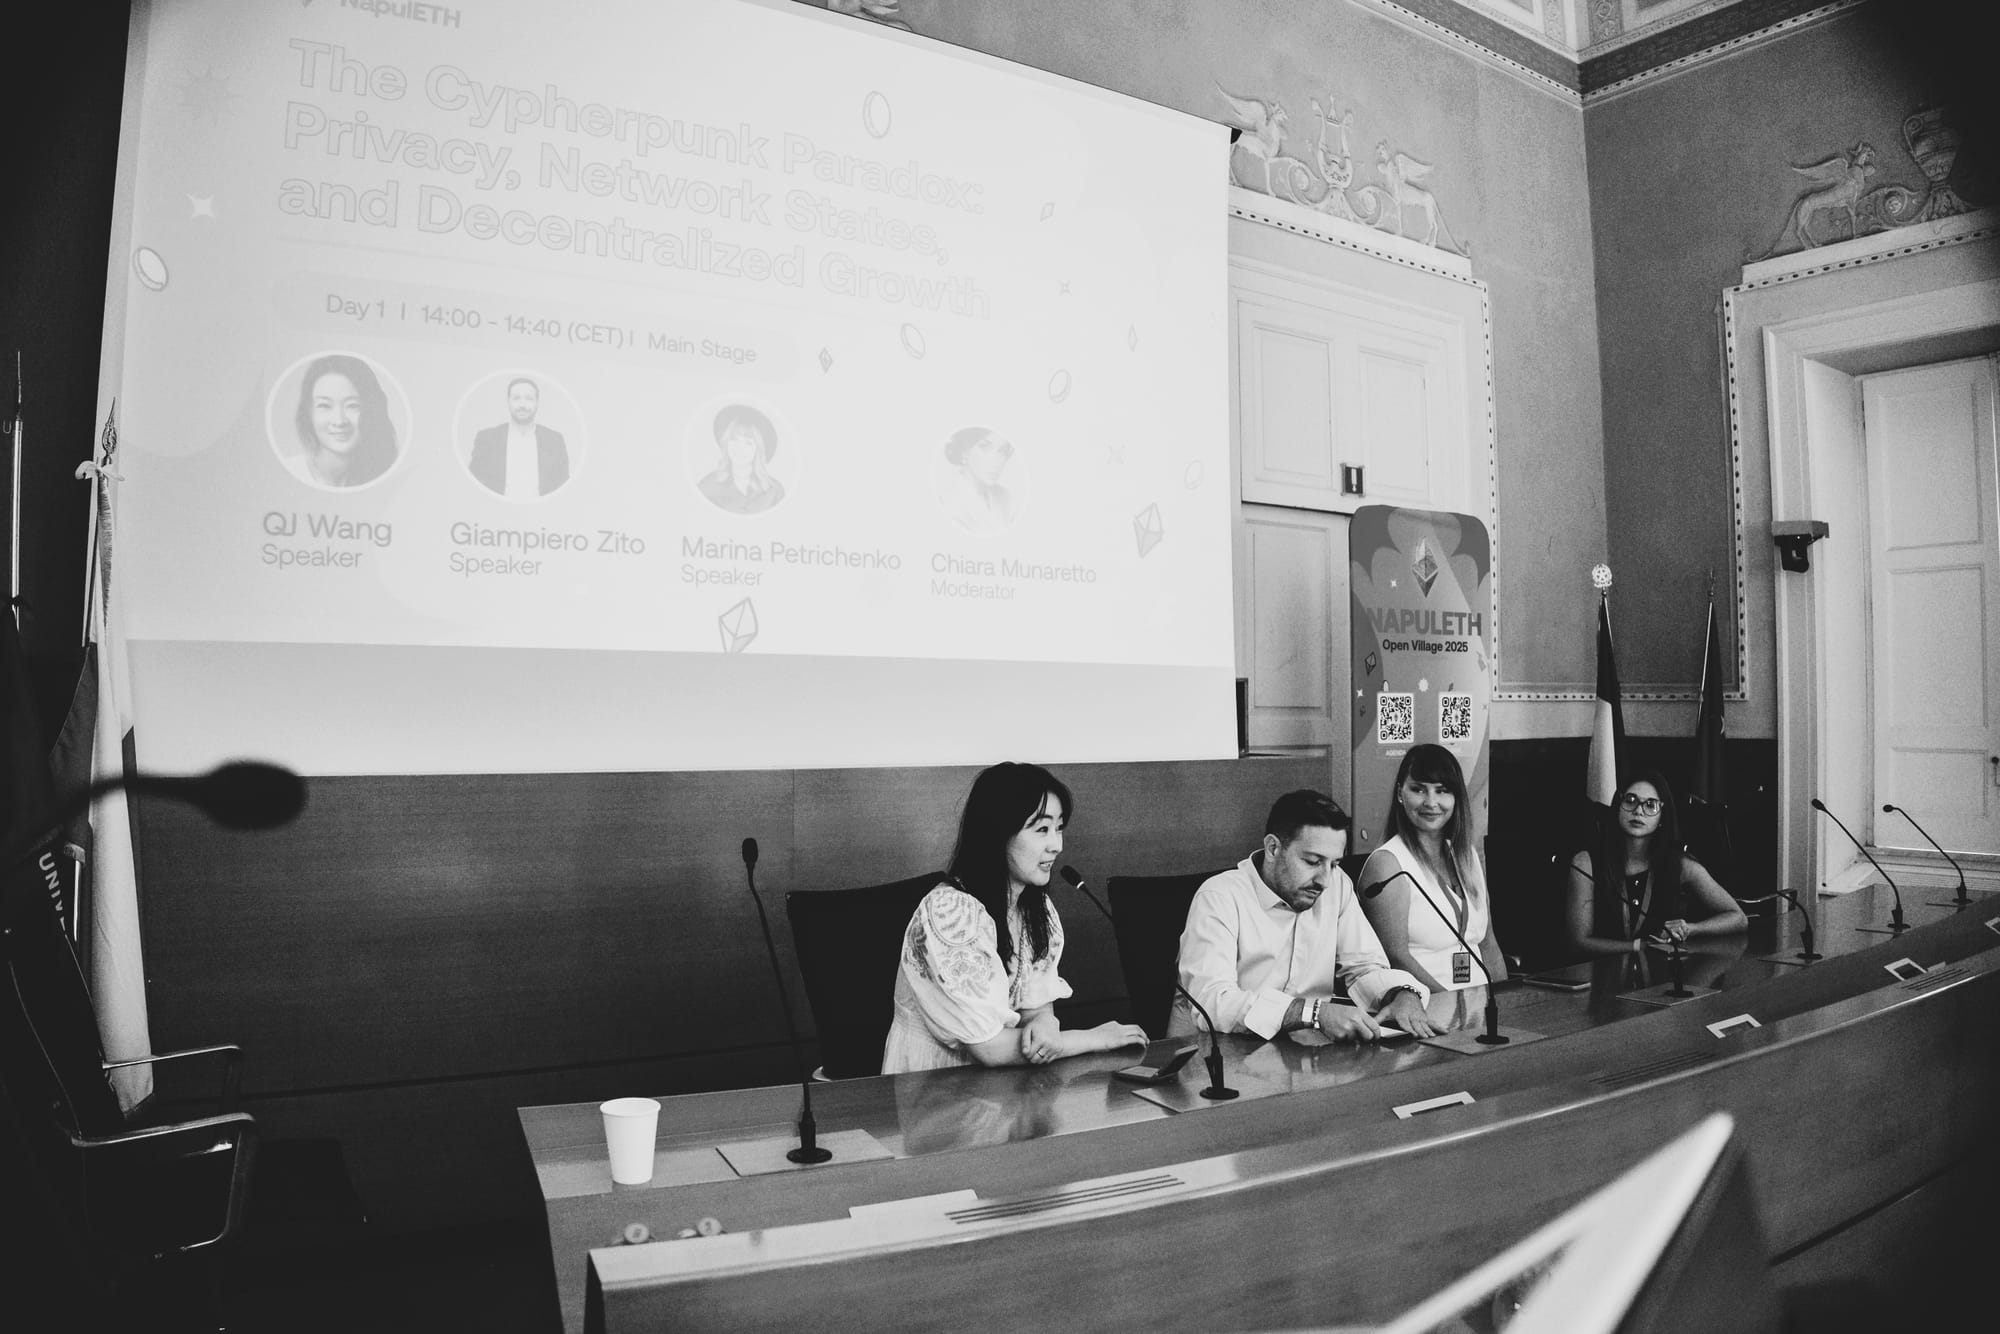 NapulETH
The Cypherpunk Paradox:
Privacy, Network States,
and Decentralized Growth
Day 1 | 14:00 - 14:40 (CET) | Main Stage
QJ Wang
Speaker
Giampiero Zito
Speaker
Marina Petrichenko
Speaker
Chiara Munaretto
Moderator
NAPULETH
Open Village 2025
AGENDA